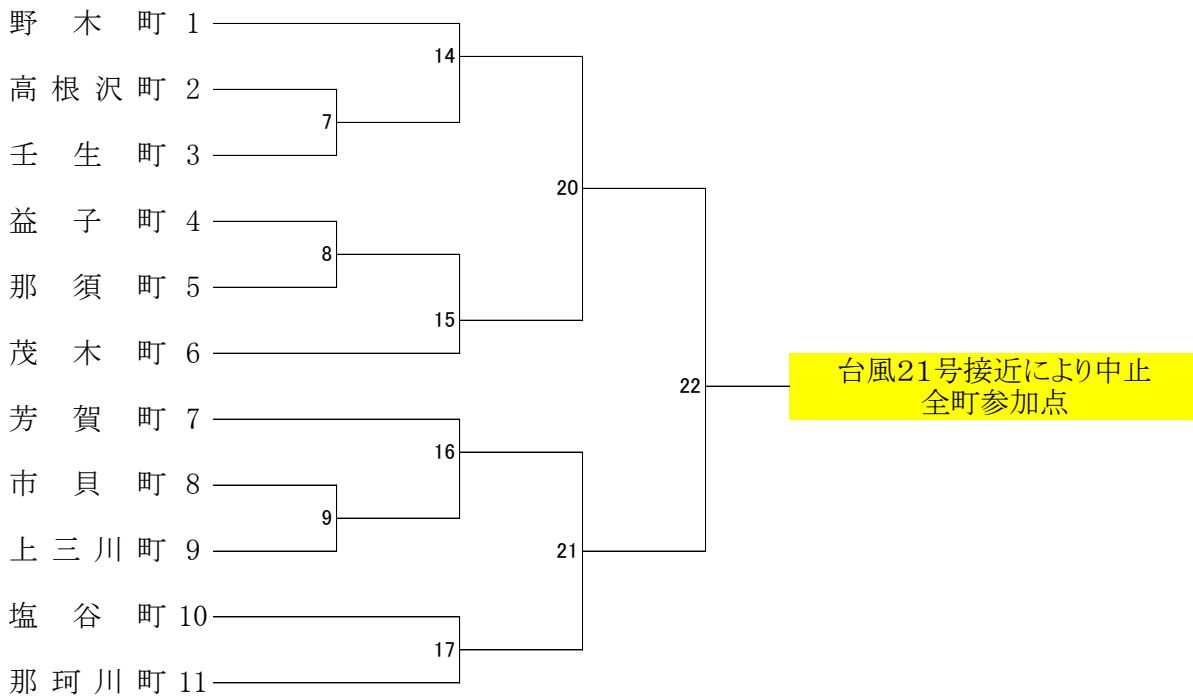 野木町 1
14
高根沢町 2
7
壬生町 3
20
益子町 4
8
那須町 5
15
茂木町 6
22
台風21号接近により中止
全町参加点
芳賀町 7
16
市貝町 8
9
上三川町 9
21
塩谷町 10
17
那珂川町 11